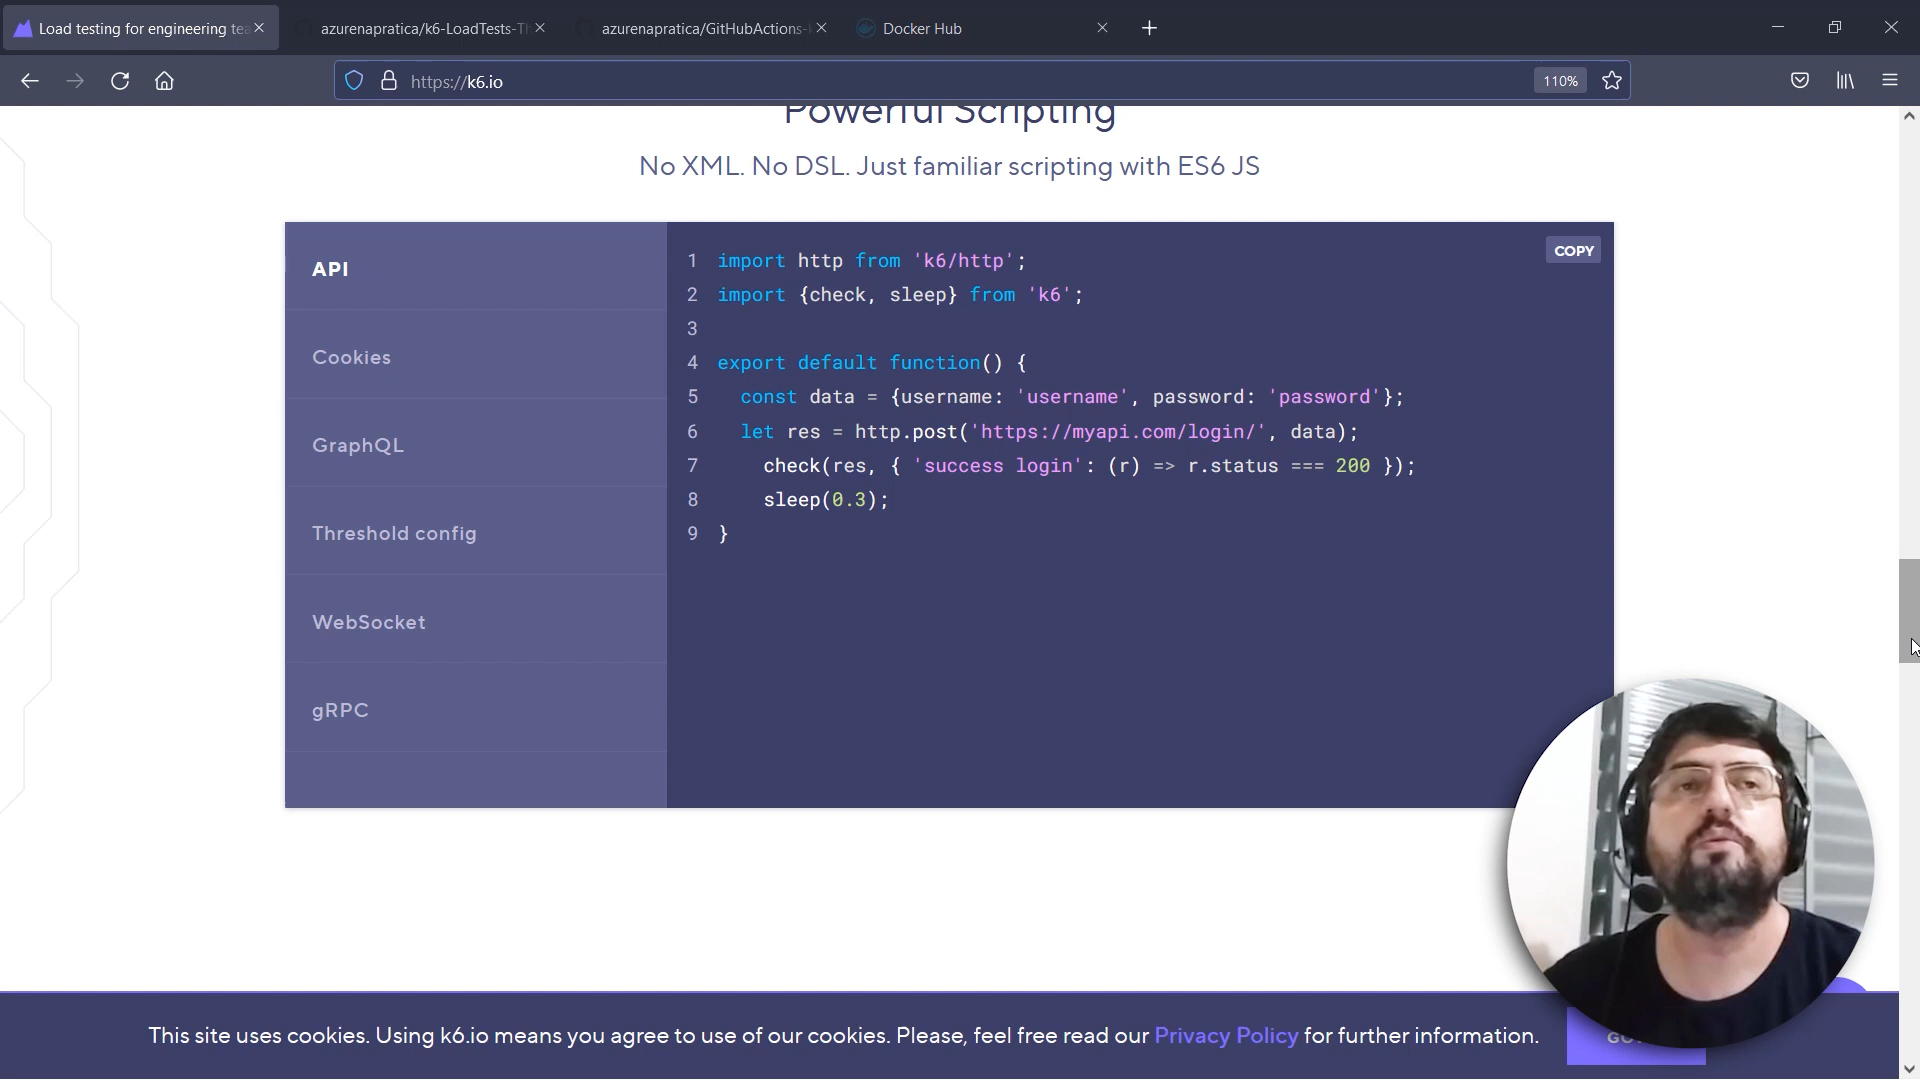 Load testing for engineering tea
azurenapratica/k6-LoadTests-Th
azurenapratica/GitHubActions-
Docker Hub
https://k6.io
110%
Powerful Scripting
No XML. No DSL. Just familiar scripting with ES6 JS
API
Cookies
GraphQL
Threshold config
WebSocket
gRPC
COPY
1 import http from 'k6/http';
2 import {check, sleep} from 'k6';
3
4 export default function() {
5 const data = {username: 'username', password: 'password'};
6 let res = http.post('https://myapi.com/login/', data);
7 check(res, { 'success login': (r) => r.status === 200 });
8 sleep(0.3);
9 }
This site uses cookies. Using k6.io means you agree to use of our cookies. Please, feel free read our Privacy Policy for further information.